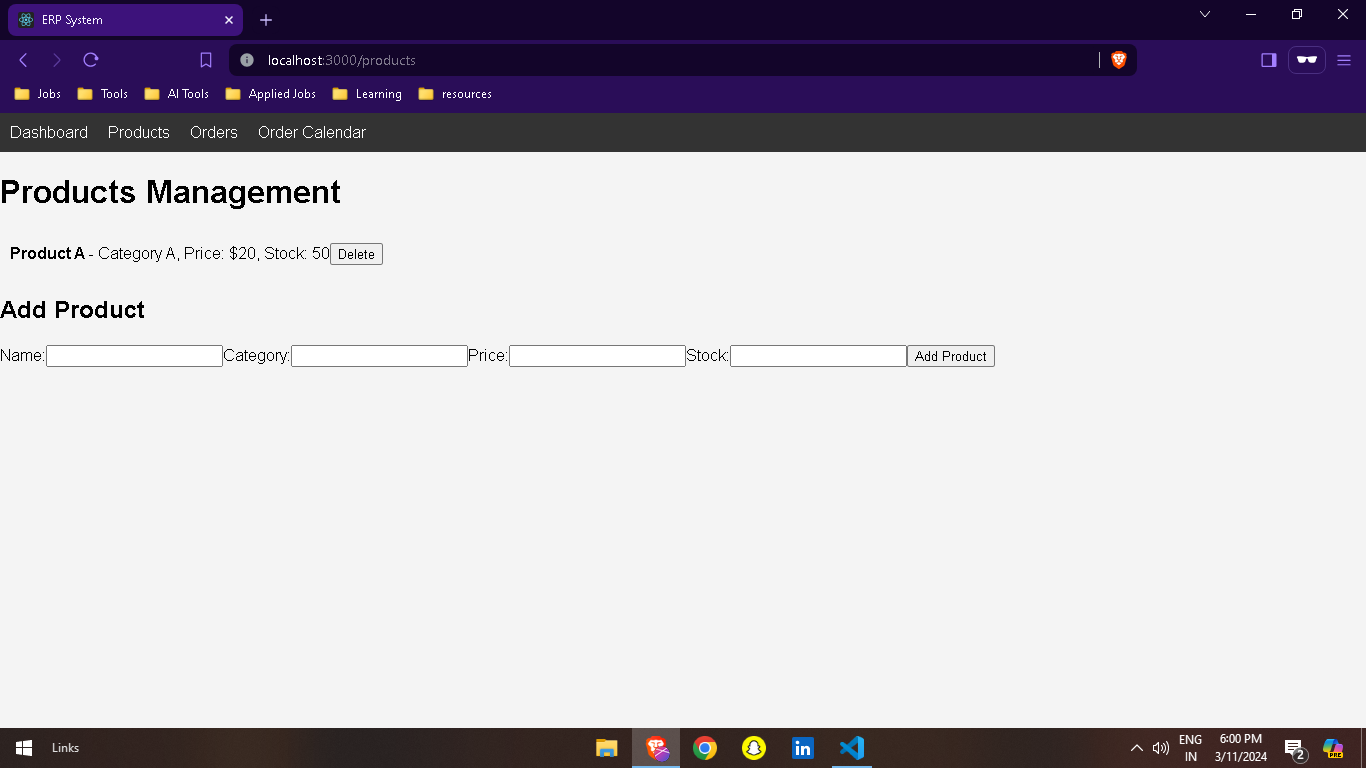 ERP System
localhost:3000/products
Jobs Tools AI Tools Applied Jobs Learning resources
Dashboard Products Orders Order Calendar
Products Management
Product A - Category A, Price: $20, Stock: 50 Delete
Add Product
Name: Category: Price: Stock: Add Product
Links
ENG
IN
6:00 PM
3/11/2024
2
PRE